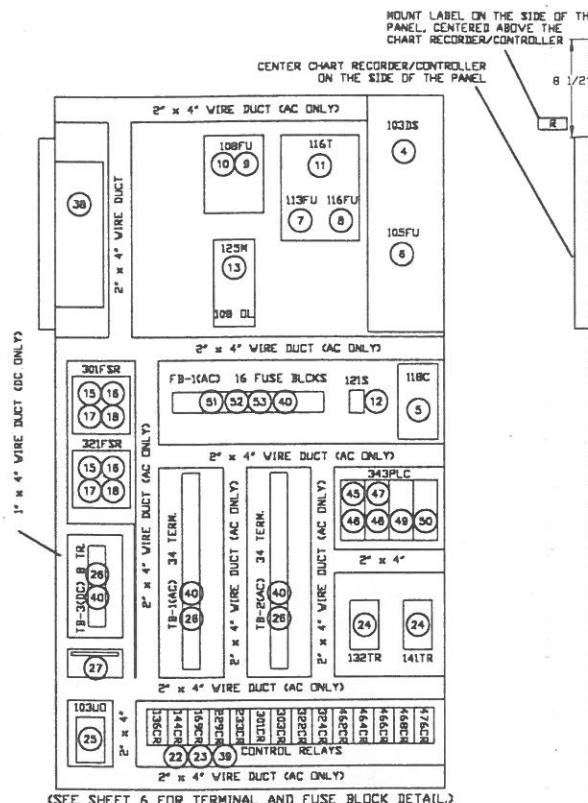 MOUNT LABEL ON THE SIDE OF TH
PANEL, CENTERED ABOVE THE
CHART RECORDER/CONTROLLER
CENTER CHART RECORDER/CONTROLLER
ON THE SIDE OF THE PANEL
8 1/2"
R
2" x 4" WIRE DUCT (AC ONLY)
38
2" x 4" WIRE DUCT
108FU
10 9
116T
11
113FU 116FU
7 8
103DS
4
105FU
6
125M
13
109 OL
2" x 4" WIRE DUCT (AC ONLY)
1" x 4" WIRE DUCT (DC ONLY)
301FSR
15 16
17 18
321FSR
15 16
17 18
2" x 4" WIRE DUCT (AC ONLY)
FB-1(AC) 16 FUSE BLCKS
51 52 53 40
121S
12
118C
5
2" x 4" WIRE DUCT (AC ONLY)
TB-1(AC) 34 TERM.
40
26
2" x 4" WIRE DUCT (AC ONLY)
TB-2(AC) 34 TERM.
40
26
2" x 4" WIRE DUCT (AC ONLY)
343PLC
45 47
46 48 49 50
2" x 4"
24 24
132TR 141TR
TB-3(DC) 8 TR.
26
40
27
2" x 4" WIRE DUCT (AC ONLY)
103UO
25
2" x 4"
136CR 144CR 169CR 229CR 233CR 301CR 303CR 322CR 324CR 462CR 464CR 466CR 468CR 476CR
22 23 39 CONTROL RELAYS
2" x 4" WIRE DUCT (AC ONLY)
(SEE SHEET 6 FOR TERMINAL AND FUSE BLOCK DETAIL.)